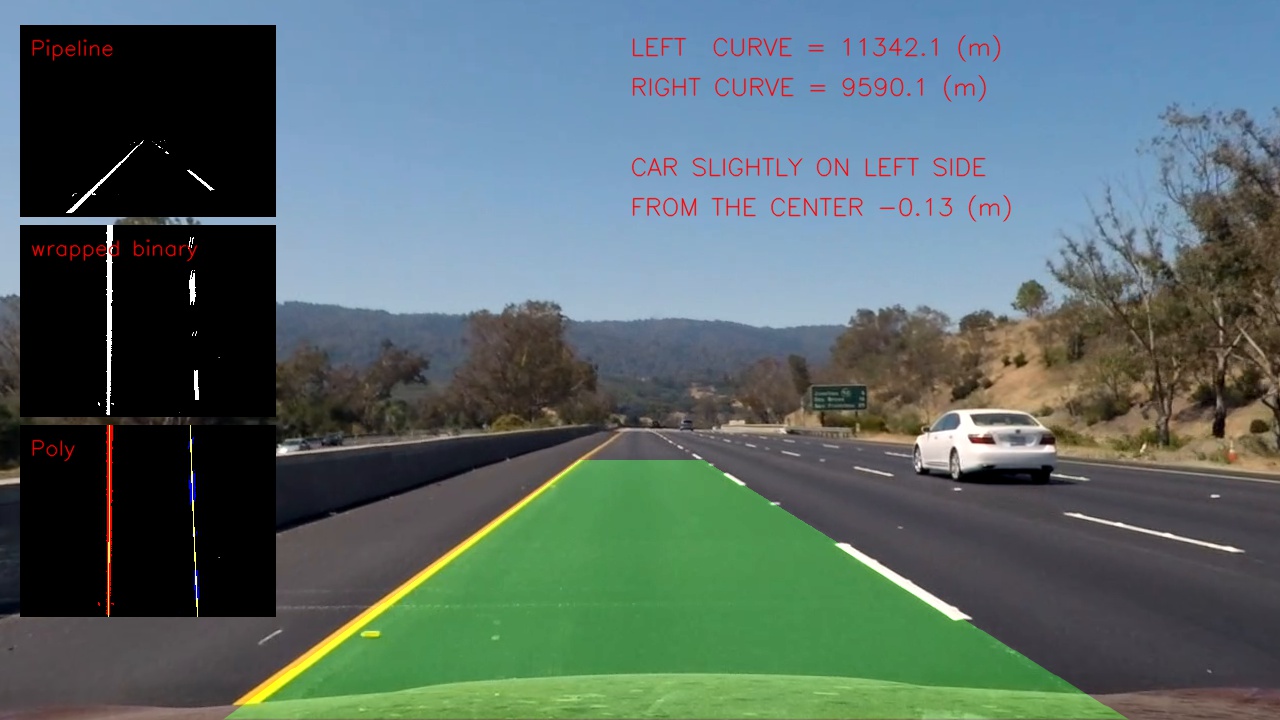 Pipeline
wrapped binary
Poly
LEFT CURVE = 11342.1 (m)
RIGHT CURVE = 9590.1 (m)
CAR SLIGHTLY ON LEFT SIDE
FROM THE CENTER -0.13 (m)